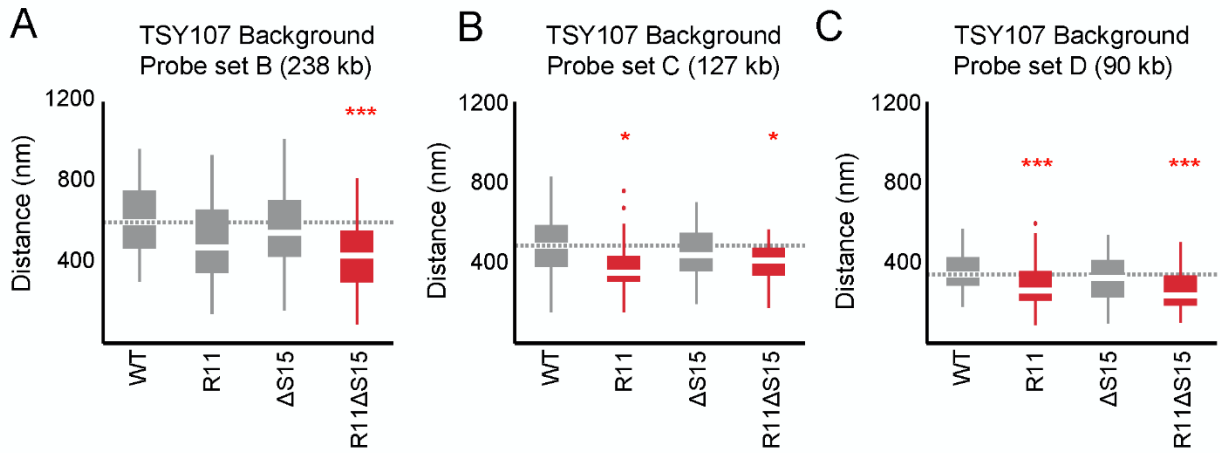 A
TSY107 Background
Probe set B (238 kb)
Distance (nm)
1200
800
400
***
WT
R11
ΔS15
R11ΔS15
B
TSY107 Background
Probe set C (127 kb)
Distance (nm)
1200
800
400
*
*
WT
R11
ΔS15
R11ΔS15
C
TSY107 Background
Probe set D (90 kb)
Distance (nm)
1200
800
400
***
***
WT
R11
ΔS15
R11ΔS15